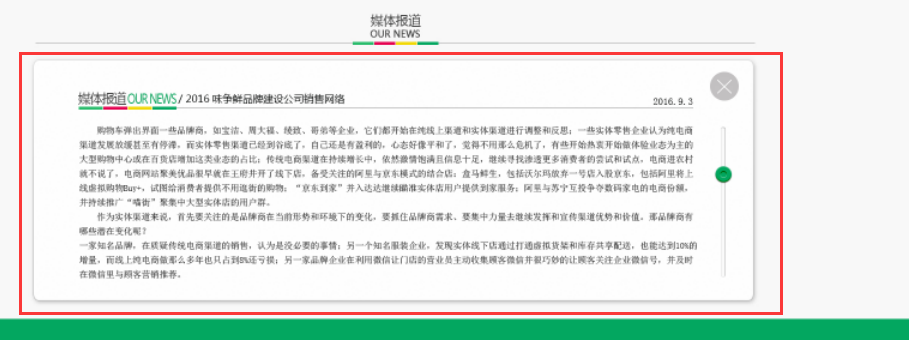 媒体报道
OUR NEWS
媒体报道OUR NEWS / 2016 味争鲜品牌建设公司销售网络
2016. 9. 3
购物车弹出界面一些品牌商，如宝洁、周大福、绫致、哥弟等企业，它们都开始在纯线上渠道和实体渠道进行调整和反思；一些实体零售企业认为纯电商
渠道发展放缓甚至有停滞，而实体零售渠道已经到谷底了，自己还是有盈利的，心态好像平和了，觉得不用那么危机了，有些开始热衷开始做体验业态为主的
大型购物中心或在百货店增加这类业态的占比；传统电商渠道在持续增长中，依然激情饱满且信息十足，继续寻找渗透更多消费者的尝试和试点，电商进农村
就不说了，电商网站聚美优品很早就在王府井开了线下店，备受关注的阿里与京东模式的结合店：盒马鲜生，包括沃尔玛放弃一号店入股京东，包括阿里将上
线虚拟购物Buy+，试图给消费者提供不用逛街的购物；“京东到家”并入达达继续瞄准实体店用户提供到家服务；阿里与苏宁互投争夺数码家电的电商份额，
并持续推广“喵街”聚集中大型实体店的用户群。
作为实体渠道来说，首先要关注的是品牌商在当前形势和环境下的变化，要抓住品牌商需求、要集中力量去继续发挥和宣传渠道优势和价值，那品牌商有
哪些潜在变化呢？
一家知名品牌，在质疑传统电商渠道的销售，认为是没必要的事情；另一个知名服装企业，发现实体线下店通过打通虚拟货架和库存共享配送，也能达到10%的
增量，而线上纯电商做那么多年也只占到8%还亏损；另一家品牌企业在利用微信让门店的营业员主动收集顾客微信并很巧妙的让顾客关注企业微信号，并及时
在微信里与顾客营销推荐。